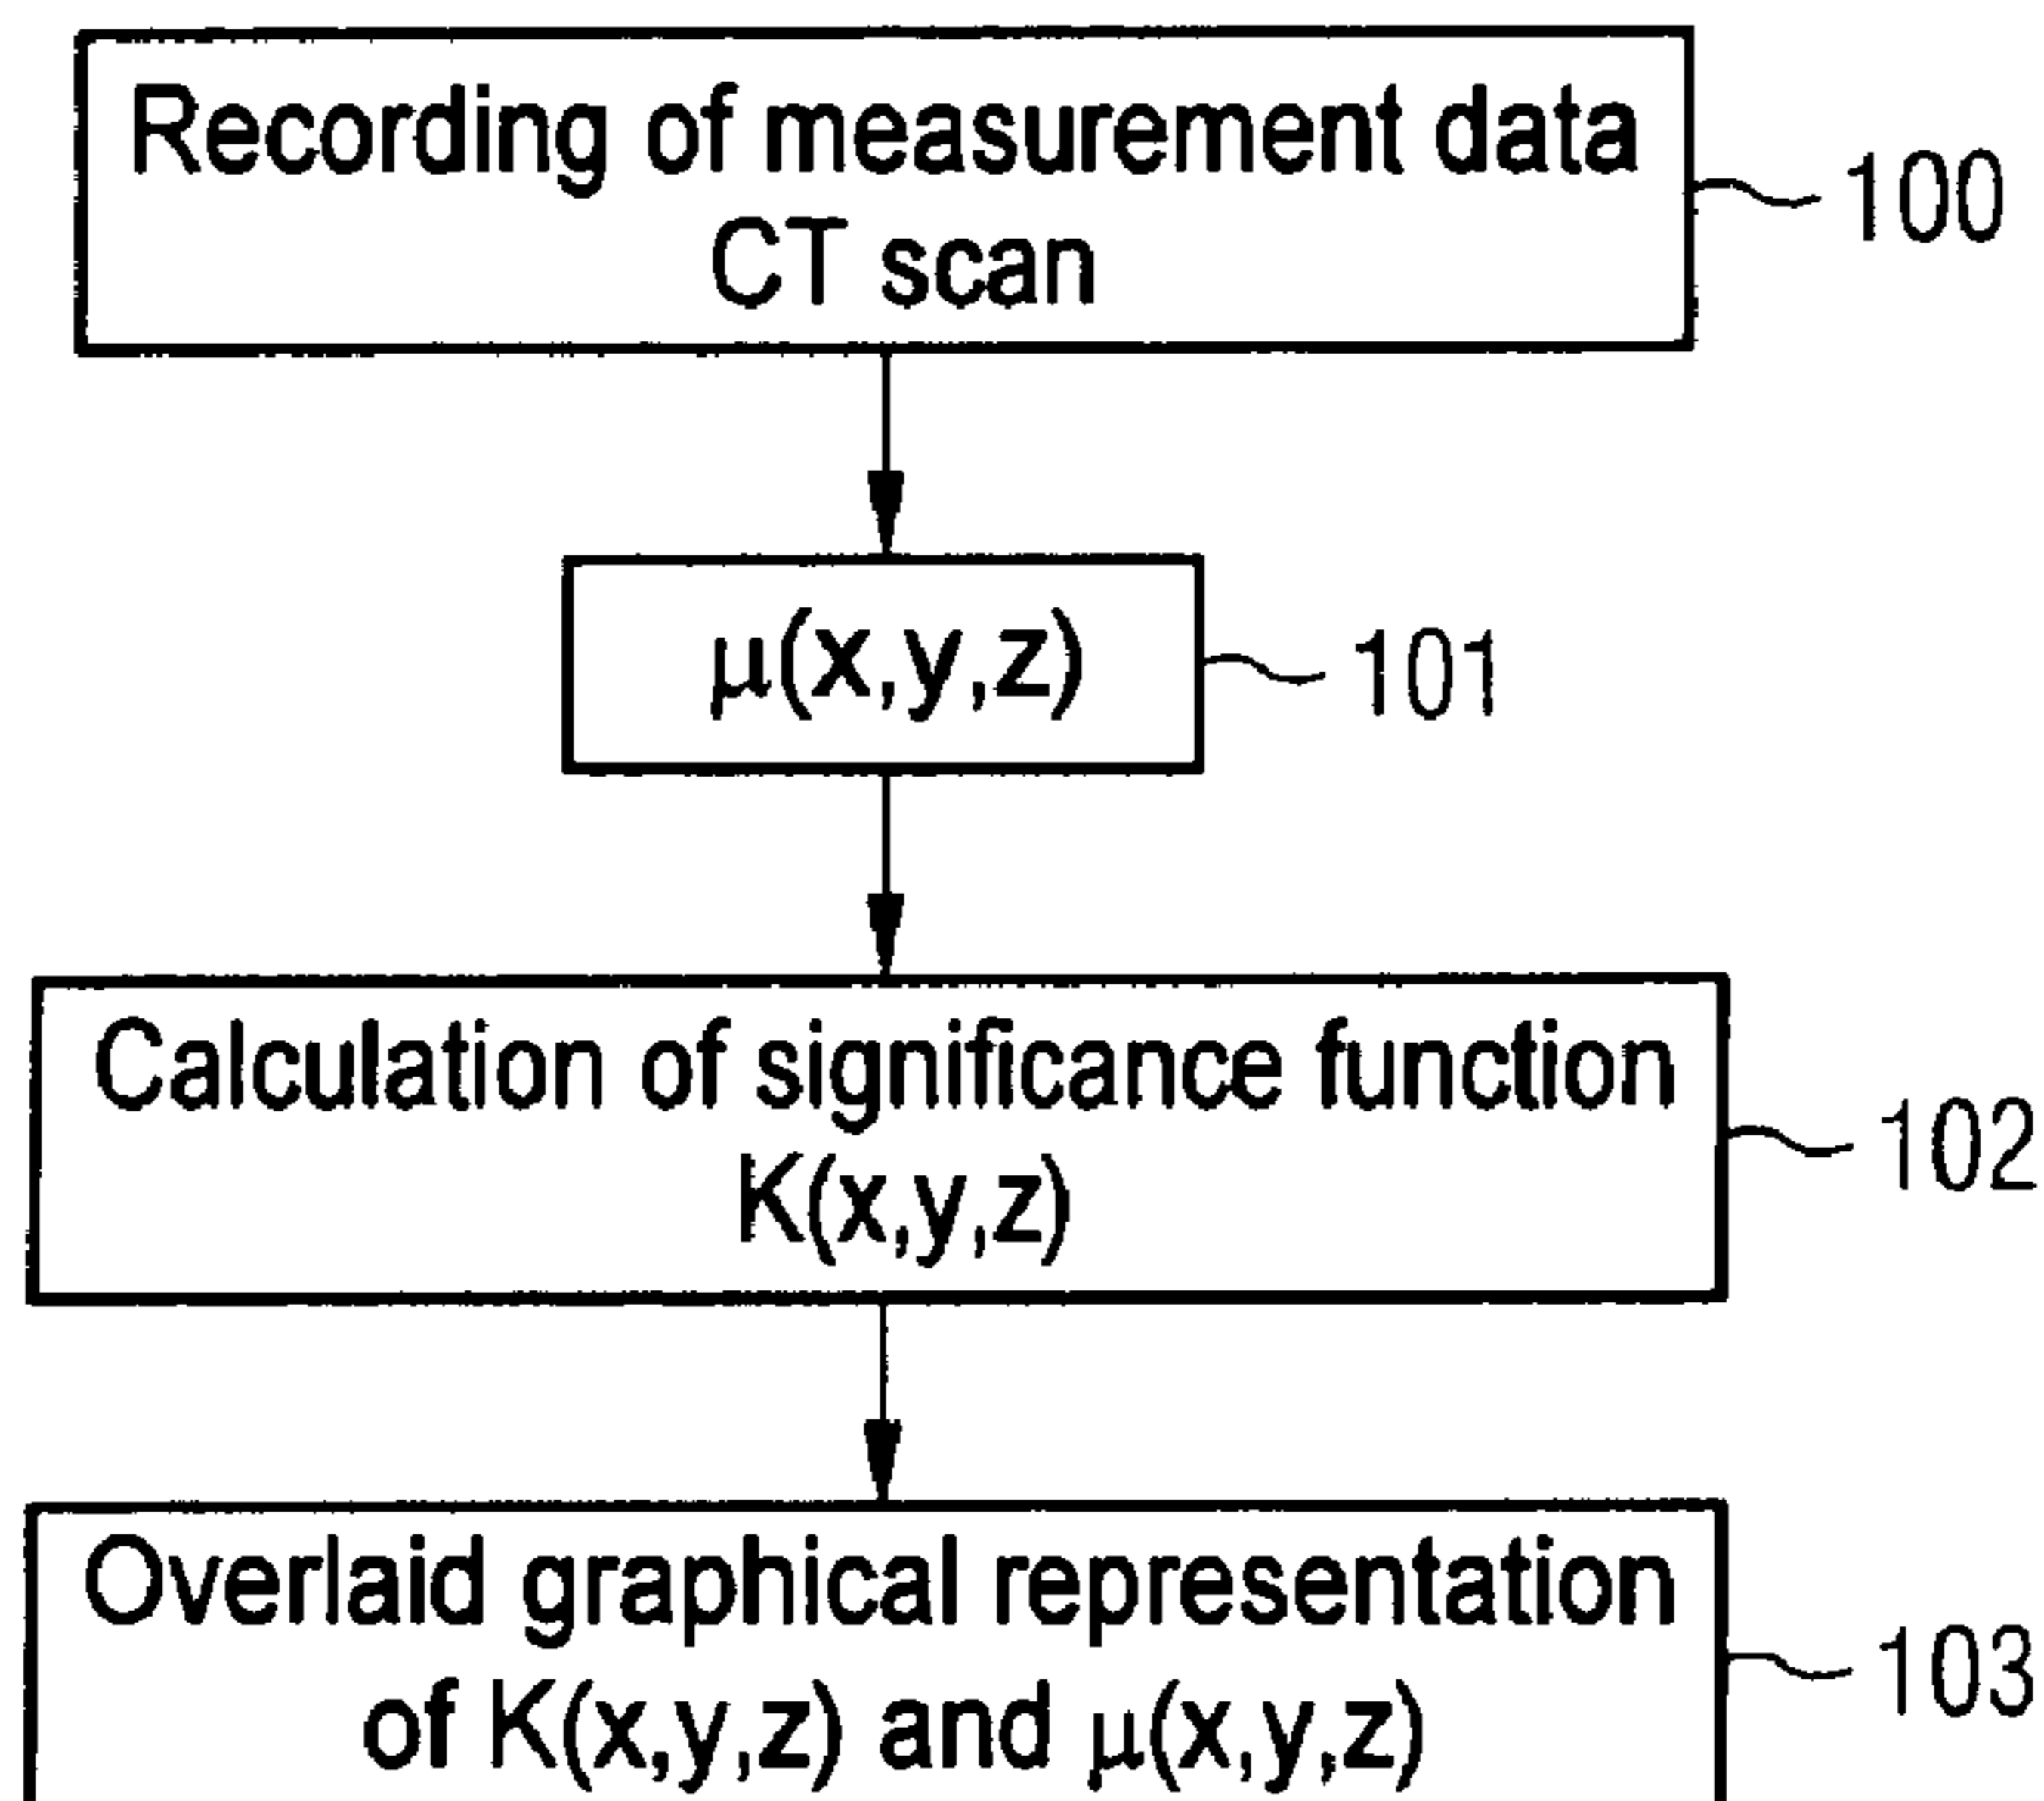 Recording of measurement data
CT scan
100
μ(x,y,z)
101
Calculation of significance function
K(x,y,z)
102
Overlaid graphical representation
of K(x,y,z) and μ(x,y,z)
103